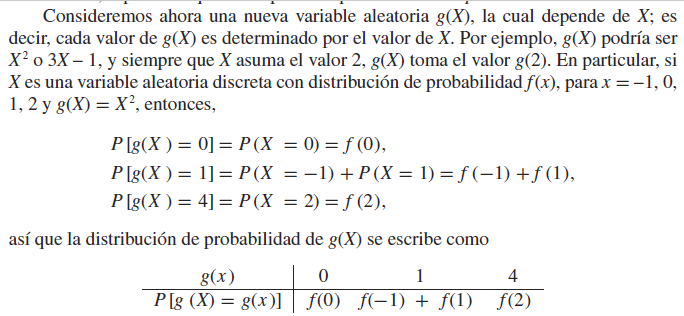 Consideremos ahora una nueva variable aleatoria g(X), la cual depende de X; es
decir, cada valor de g(X) es determinado por el valor de X. Por ejemplo, g(X) podría ser
X² o 3X – 1, y siempre que X asuma el valor 2, g(X) toma el valor g(2). En particular, si
X es una variable aleatoria discreta con distribución de probabilidad f(x), para x = –1, 0,
1, 2 y g(X) = X², entonces,
P [g(X ) = 0] = P (X = 0) = f (0),
P [g(X ) = 1] = P (X = −1) + P (X = 1) = f (−1) + f (1),
P [g(X ) = 4] = P (X = 2) = f (2),
así que la distribución de probabilidad de g(X) se escribe como
g(x) 0 1 4
P [g (X) = g(x)] f(0) f(−1) + f(1) f(2)